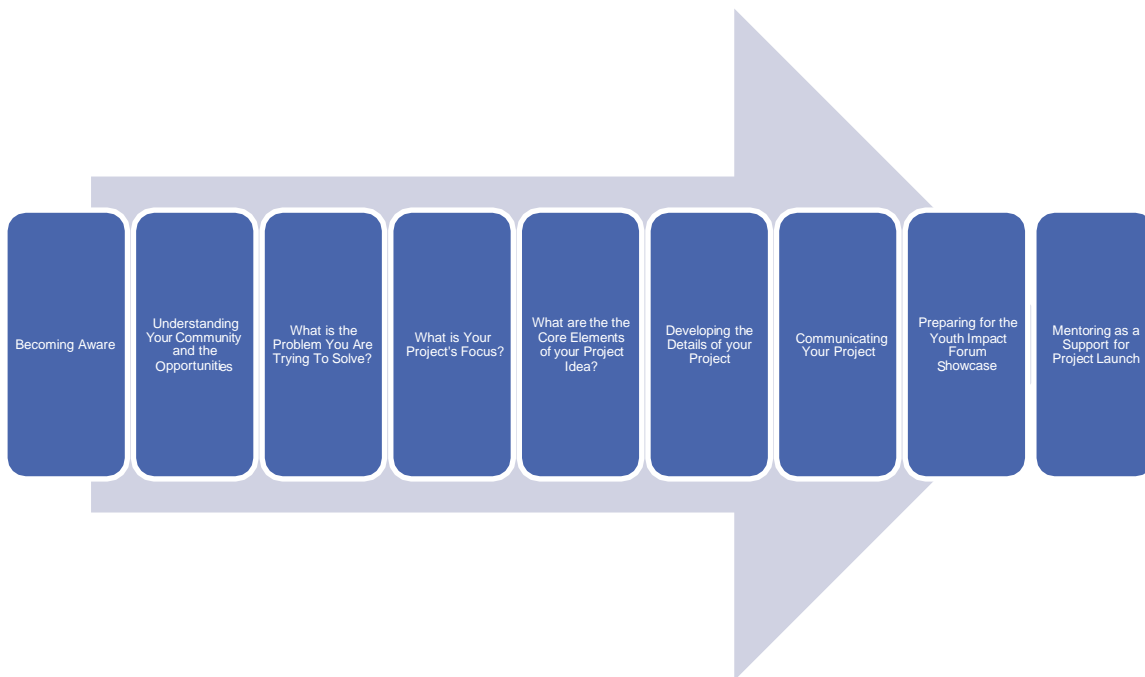 Becoming Aware
Understanding
Your Community
and the
Opportunities
What is the
Problem You Are
Trying To Solve?
What is Your
Project's Focus?
What are the the
Core Elements
of your Project
Idea?
Developing the
Details of your
Project
Communicating
Your Project
Preparing for the
Youth Impact
Forum
Showcase
Mentoring as a
Support for
Project Launch